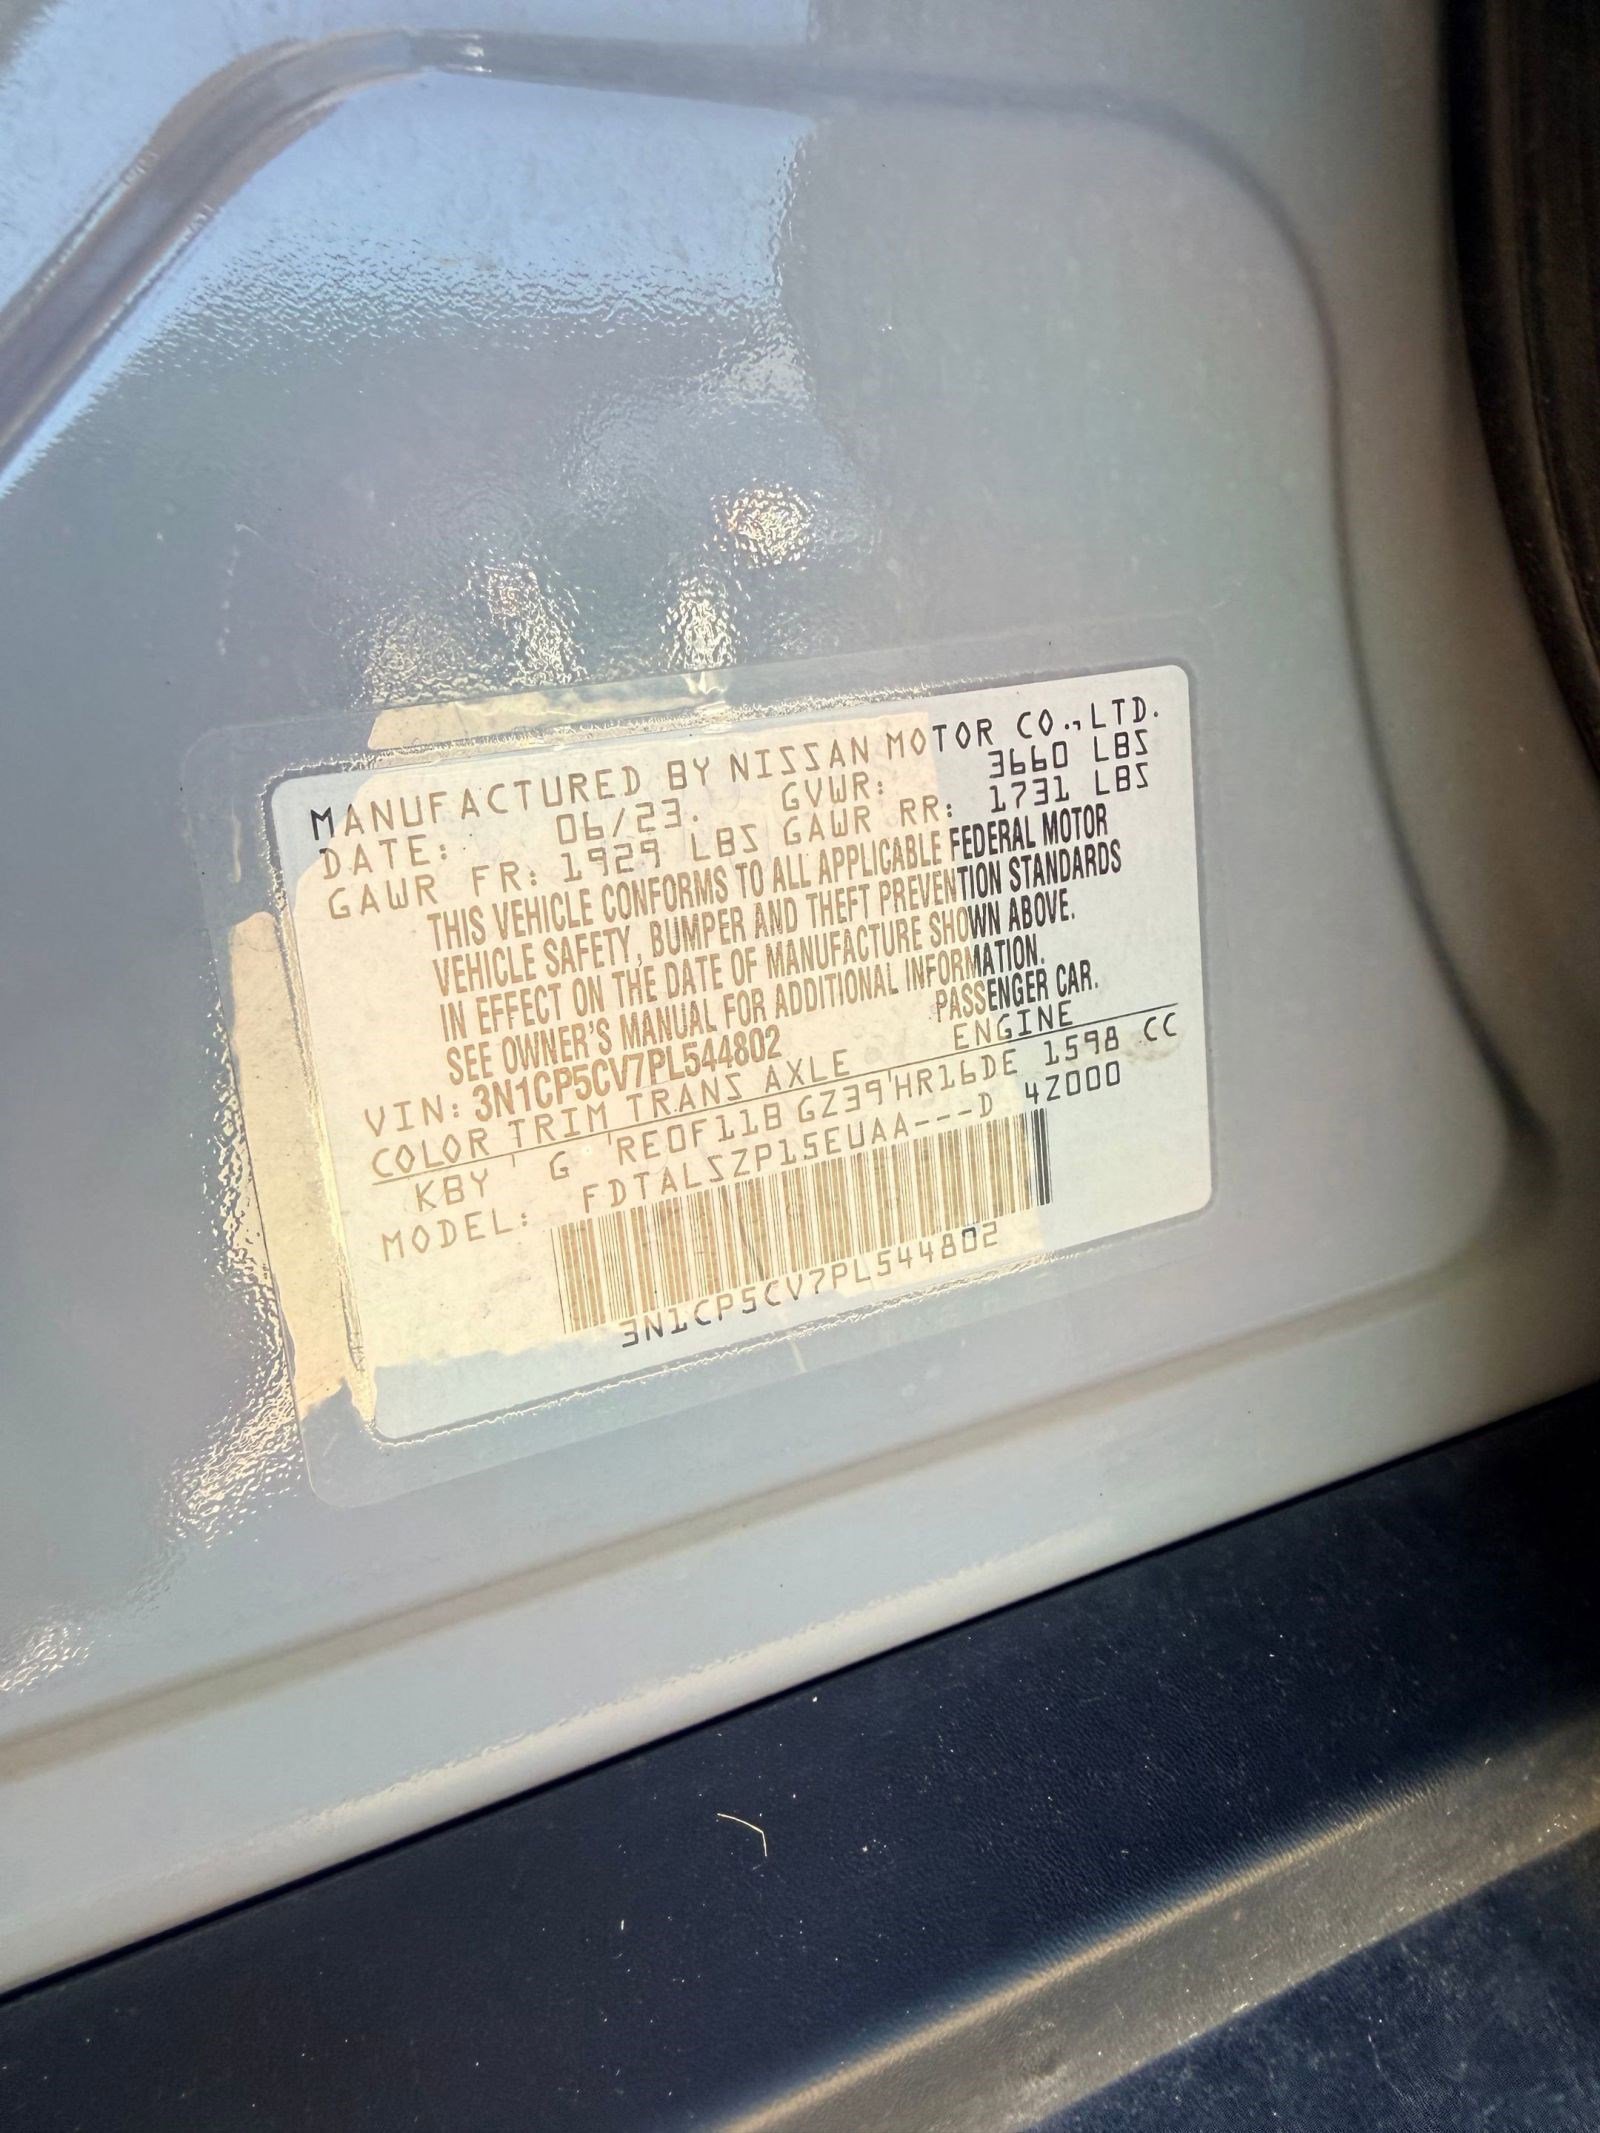 MANUFACTURED BY NISSAN MOTOR CO.,LTD.
DATE: 06/23. GVWR: 3660 LBS
GAWR FR: 1929 LBS GAWR RR: 1731 LBS
THIS VEHICLE CONFORMS TO ALL APPLICABLE FEDERAL MOTOR
VEHICLE SAFETY, BUMPER AND THEFT PREVENTION STANDARDS
IN EFFECT ON THE DATE OF MANUFACTURE SHOWN ABOVE.
SEE OWNER'S MANUAL FOR ADDITIONAL INFORMATION.
VIN: 3N1CP5CV7PL544802 PASSENGER CAR.
COLOR TRIM TRANS AXLE ENGINE
KBY G RE0F11B GZ39 HR16DE 1598 CC
MODEL: FDTALSZP15EUAA---D 4Z000
3N1CP5CV7PL544802